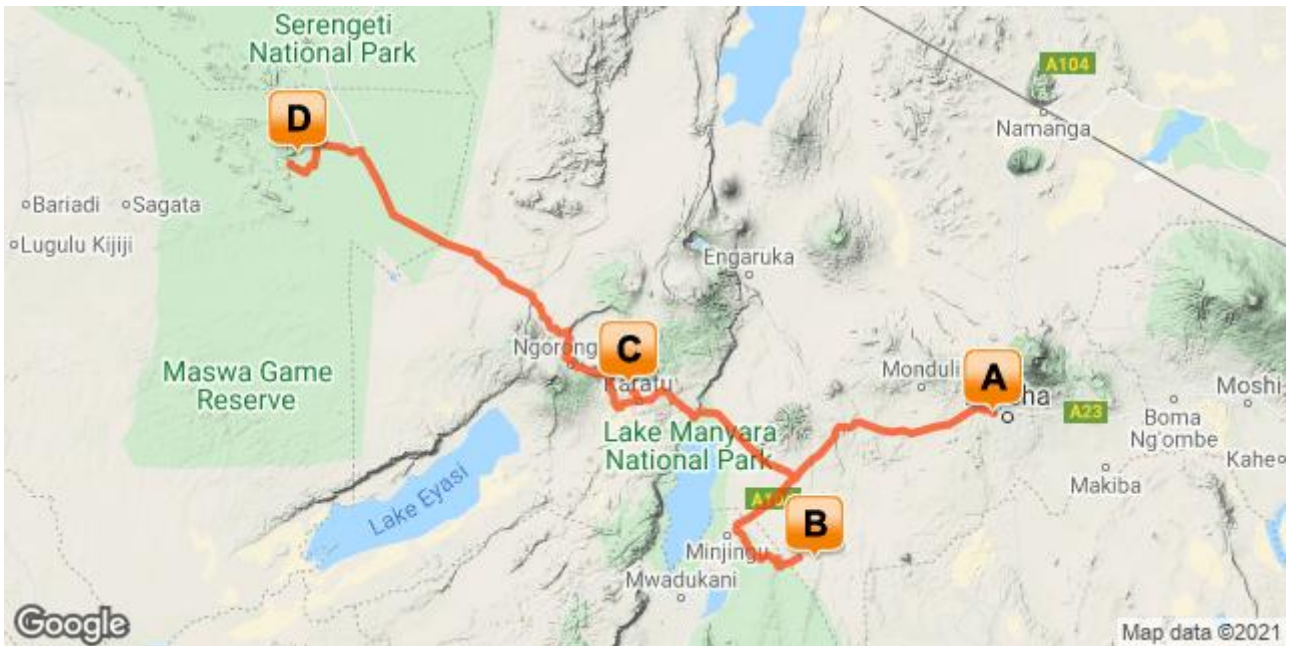 Serengeti
National Park
A104
Namanga
D
Bariadi
Sagata
Lugulu Kijiji
Engaruka
Ngorong
C
Karatu
Monduli
A
Maswa Game
Reserve
Moshi
A23
Boma
Ng'ombe
Lake Manyara
National Park
Kahe
Makiba
Lake Eyasi
B
Minjingu
Mwadukani
Google
Map data ©2021